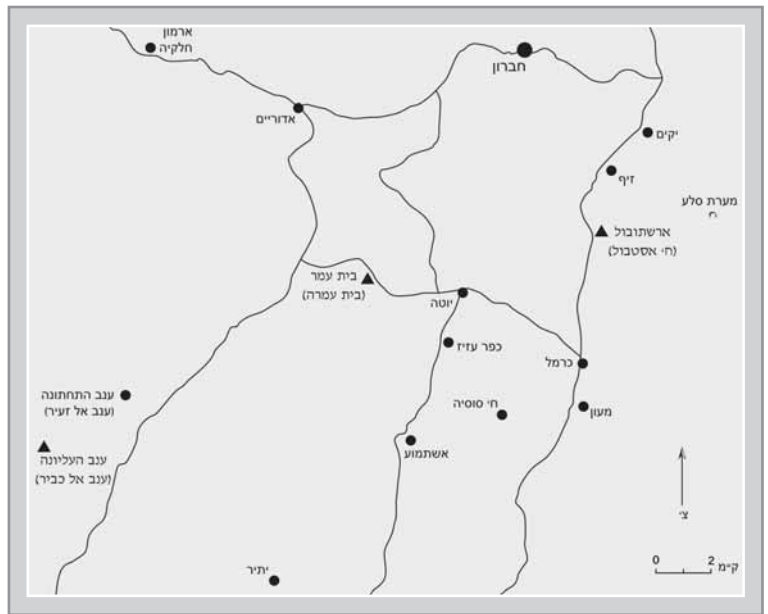 ארמון
חלקיה
חברון
אדוריים
יקים
זיף
מערת סלע
ארשתובול
(ח' אסטבול)
בית עמר
(בית עמרה)
יוטה
כפר עזיז
כרמל
ענב התחתונה
(ענב אל זעיר)
ח' סוסיה
מעון
אשתמוע
ענב העליונה
(ענב אל כביר)
צ'
יתיר
0 2 ק"מ